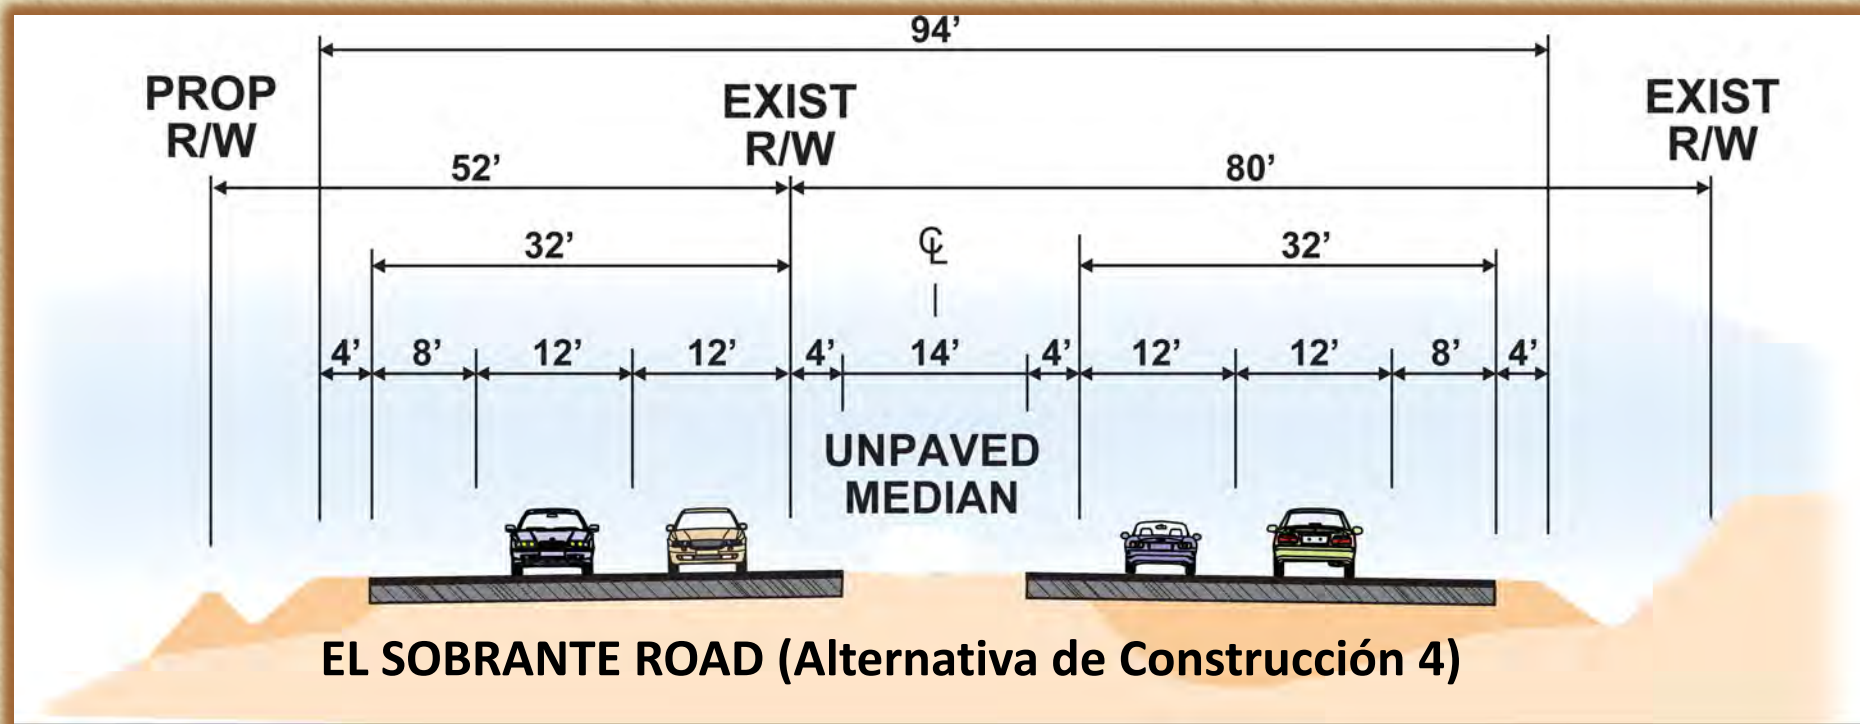 94’
PROP
R/W
EXIST
R/W
EXIST
R/W
52’
80’
32’
℄
32’
4’ 8’ 12’ 12’ 4’ 14’ 4’ 12’ 12’ 8’ 4’
UNPAVED
MEDIAN
EL SOBRANTE ROAD (Alternativa de Construcción 4)